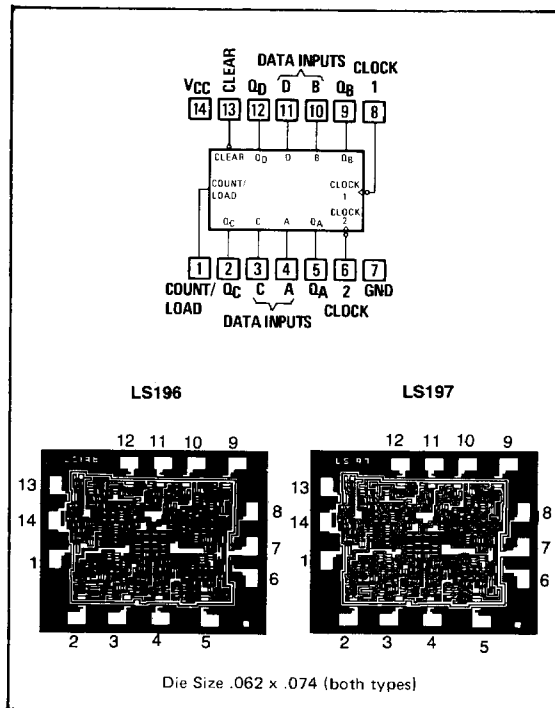 DATA INPUTS
VCC CLEAR QD D B QB CLOCK 1
14 13 12 11 10 9 8
CLEAR QD D B QB
COUNT/ LOAD
CLOCK 1
CLOCK 2
QC C A QA
1 2 3 4 5 6 7
COUNT/ LOAD QC C A QA CLOCK 2 GND
DATA INPUTS
LS196 LS197
12 11 10 9 12 11 10 9
LS196 LS197
13 13
14 14
8 8
7 7
1 1
6 6
2 3 4 5 2 3 4 5
Die Size .062 x .074 (both types)